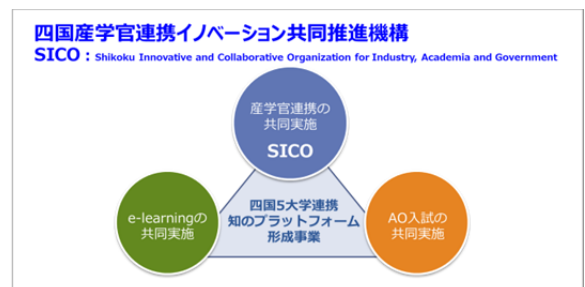 四国産学官連携イノベーション共同推進機構
SICO：Shikoku Innovative and Collaborative Organization for Industry, Academia and Government
産学官連携の
共同実施
SICO
四国5大学連携
知のプラットフォーム
形成事業
e-learningの
共同実施
AO入試の
共同実施